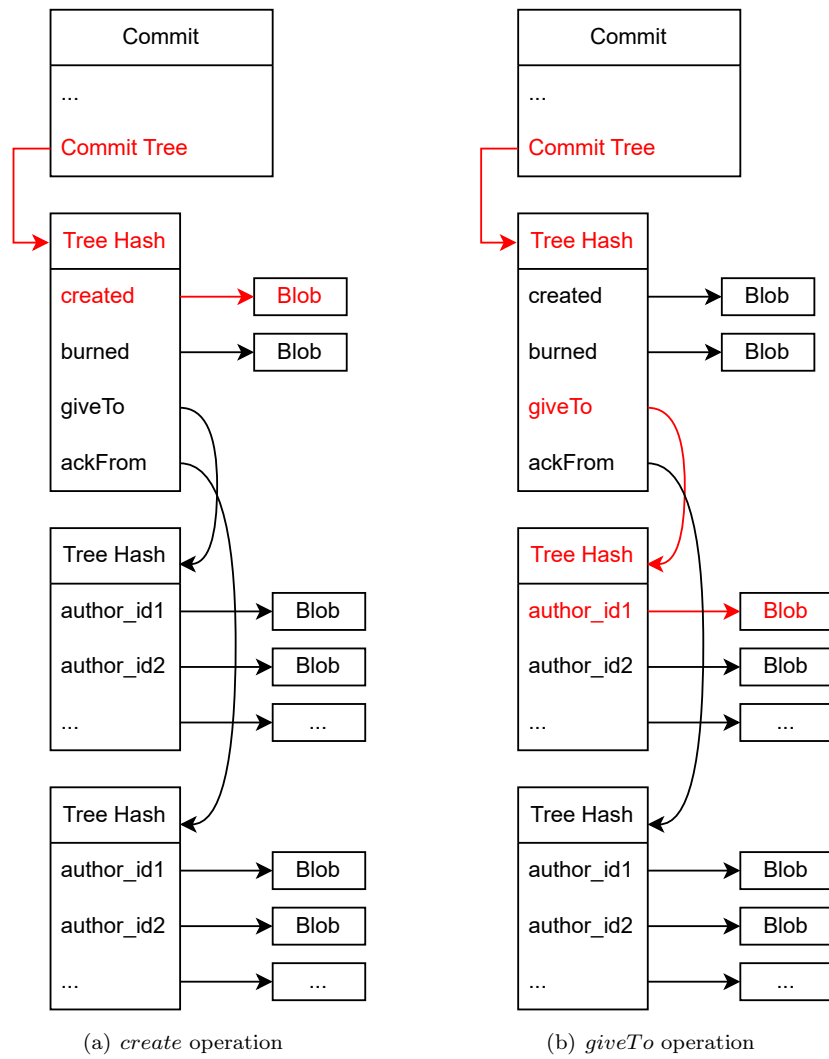 Commit
...
Commit Tree
Tree Hash
created Blob
burned Blob
giveTo
ackFrom
Tree Hash
author_id1 Blob
author_id2 Blob
... ...
Tree Hash
author_id1 Blob
author_id2 Blob
... ...
(a) create operation
Commit
...
Commit Tree
Tree Hash
created Blob
burned Blob
giveTo
ackFrom
Tree Hash
author_id1 Blob
author_id2 Blob
... ...
Tree Hash
author_id1 Blob
author_id2 Blob
... ...
(b) giveTo operation